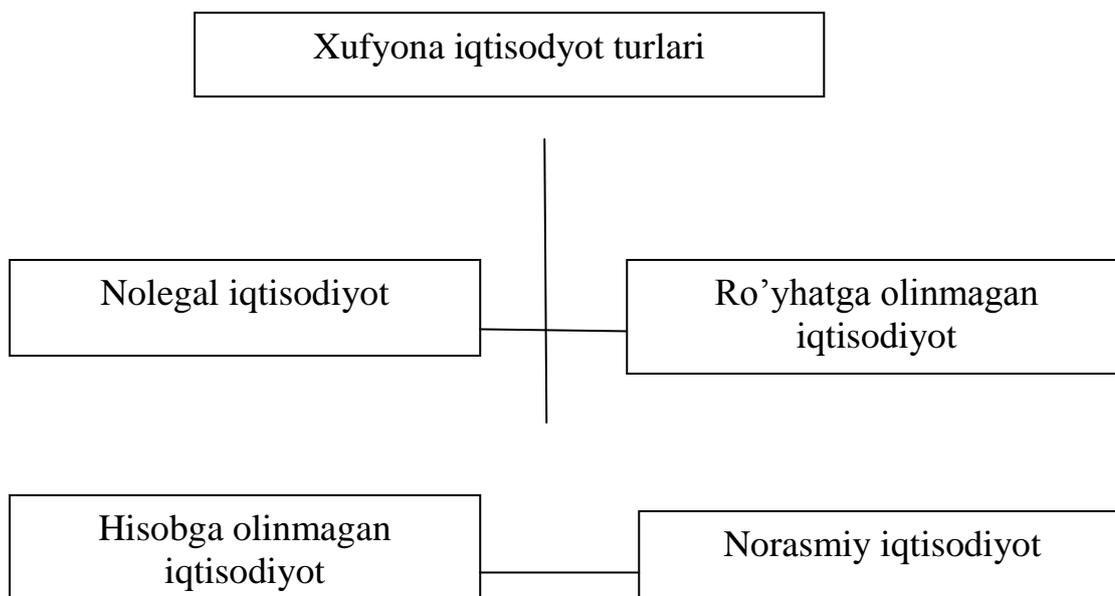 Xufyona iqtisodyot turlari
Nolegal iqtisodiyot
Ro’yhatga olinmagan
iqtisodiyot
Hisobga olinmagan
iqtisodiyot
Norasmiy iqtisodiyot